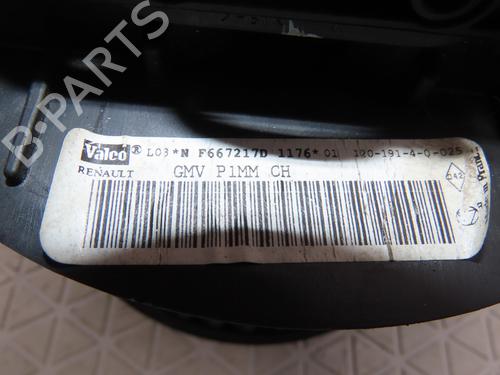 B-PARTS
Valeo® L03*N F667217D 1176*01 120-191-4-0-025
RENAULT GMV P1MM CH